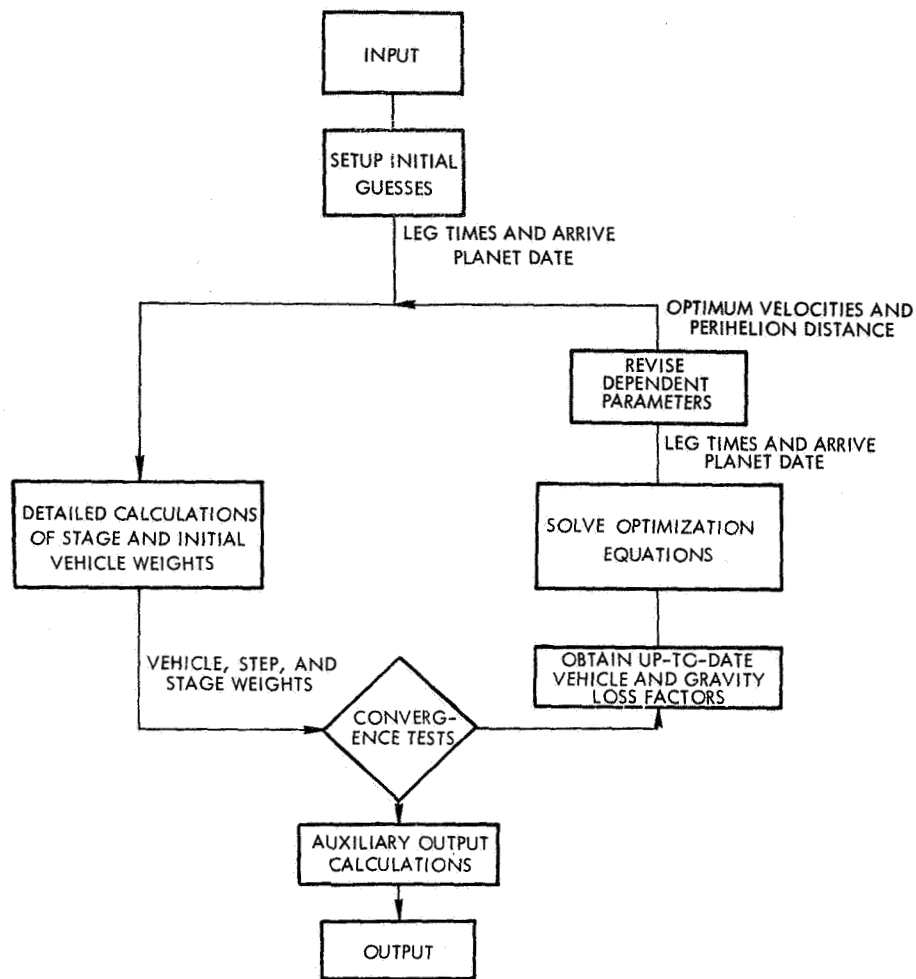 INPUT
SETUP INITIAL
GUESSES
LEG TIMES AND ARRIVE
PLANET DATE
OPTIMUM VELOCITIES AND
PERIHELION DISTANCE
REVISE
DEPENDENT
PARAMETERS
LEG TIMES AND ARRIVE
PLANET DATE
DETAILED CALCULATIONS
OF STAGE AND INITIAL
VEHICLE WEIGHTS
SOLVE OPTIMIZATION
EQUATIONS
VEHICLE, STEP, AND
STAGE WEIGHTS
OBTAIN UP-TO-DATE
VEHICLE AND GRAVITY
LOSS FACTORS
CONVERG-
ENCE TESTS
AUXILIARY OUTPUT
CALCULATIONS
OUTPUT